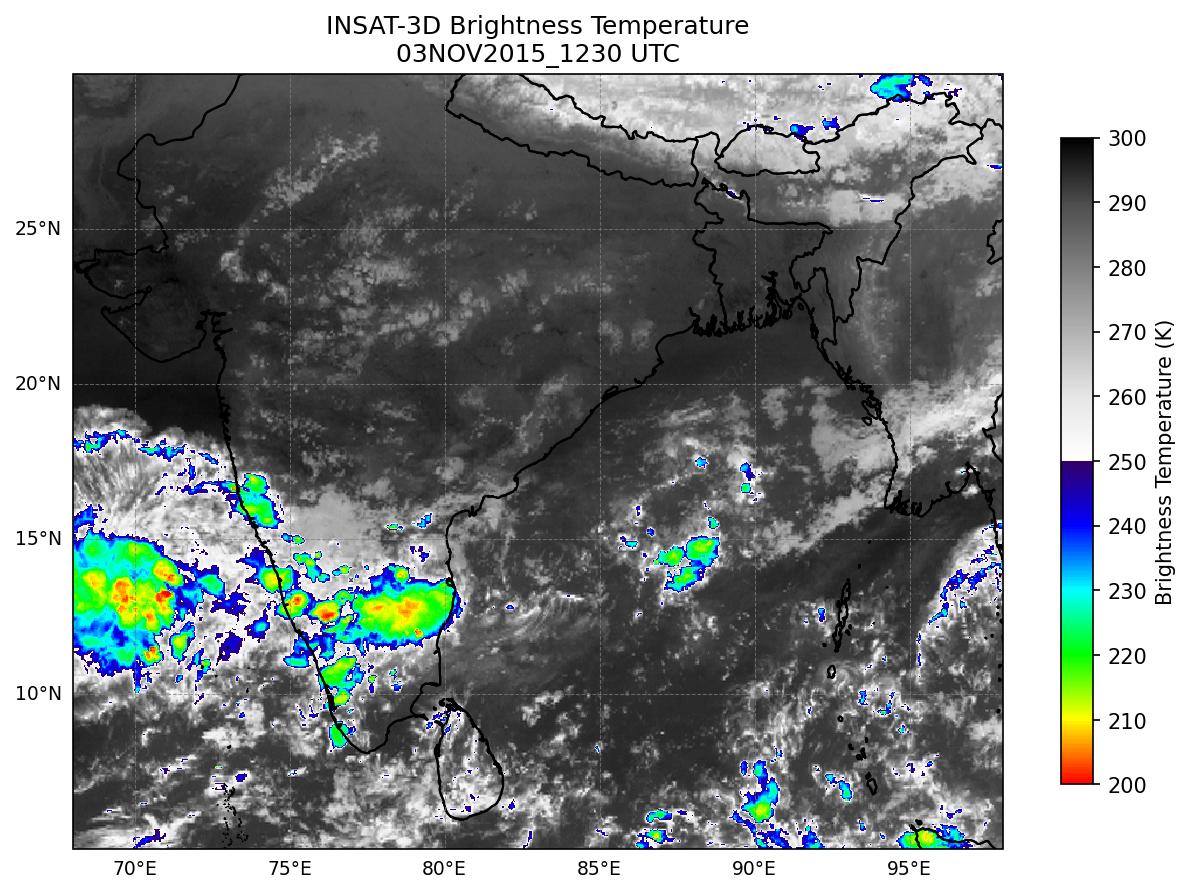 INSAT-3D Brightness Temperature
03NOV2015_1230 UTC
25°N
20°N
15°N
10°N
70°E
75°E
80°E
85°E
90°E
95°E
300
290
280
270
260
250
240
230
220
210
200
Brightness Temperature (K)